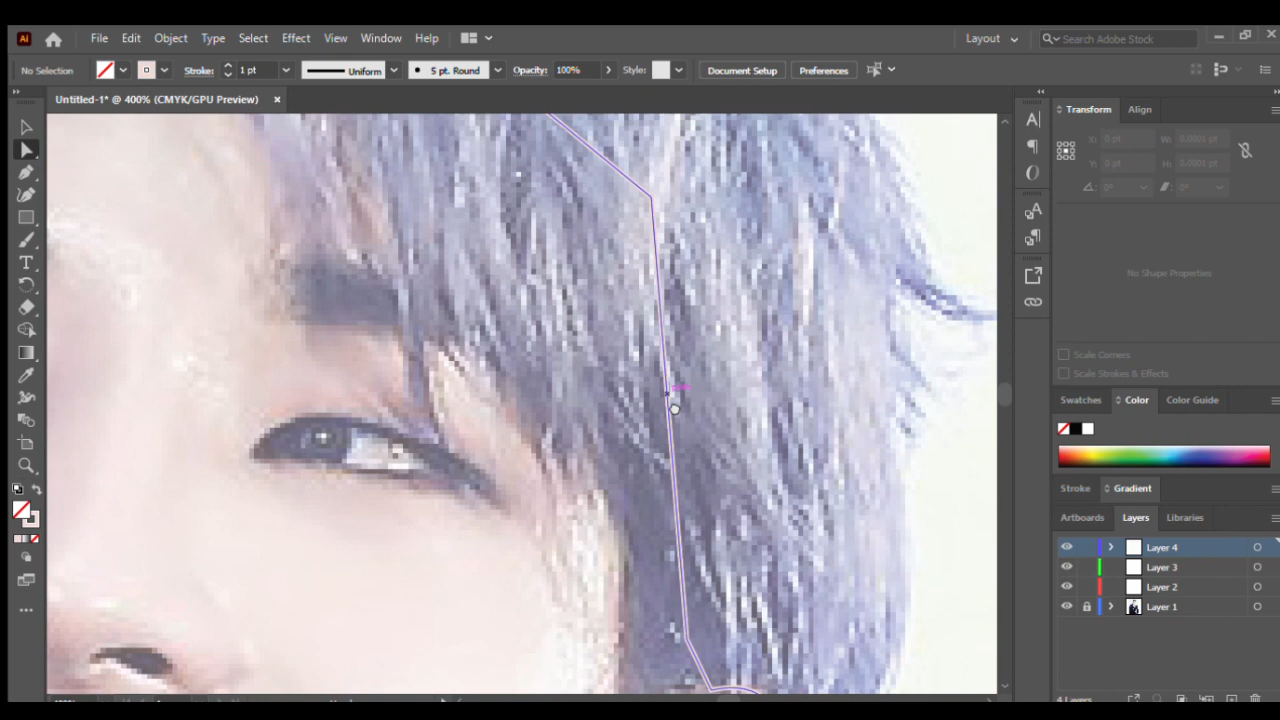 Ai File Edit Object Type Select Effect View Window Help Layout Search Adobe Stock
No Selection Stroke: 1 pt Uniform 5 pt. Round Opacity: 100% Style: Document Setup Preferences
Untitled-1* @ 400% (CMYK/GPU Preview) ×
Transform Align
X: 0 pt W: 0.0001 pt
Y: 0 pt H: 0.0001 pt
0° 0°
No Shape Properties
Scale Corners
Scale Strokes & Effects
Swatches Color Color Guide
Stroke Gradient
Artboards Layers Libraries
Layer 4
Layer 3
Layer 2
Layer 1
4 Layers